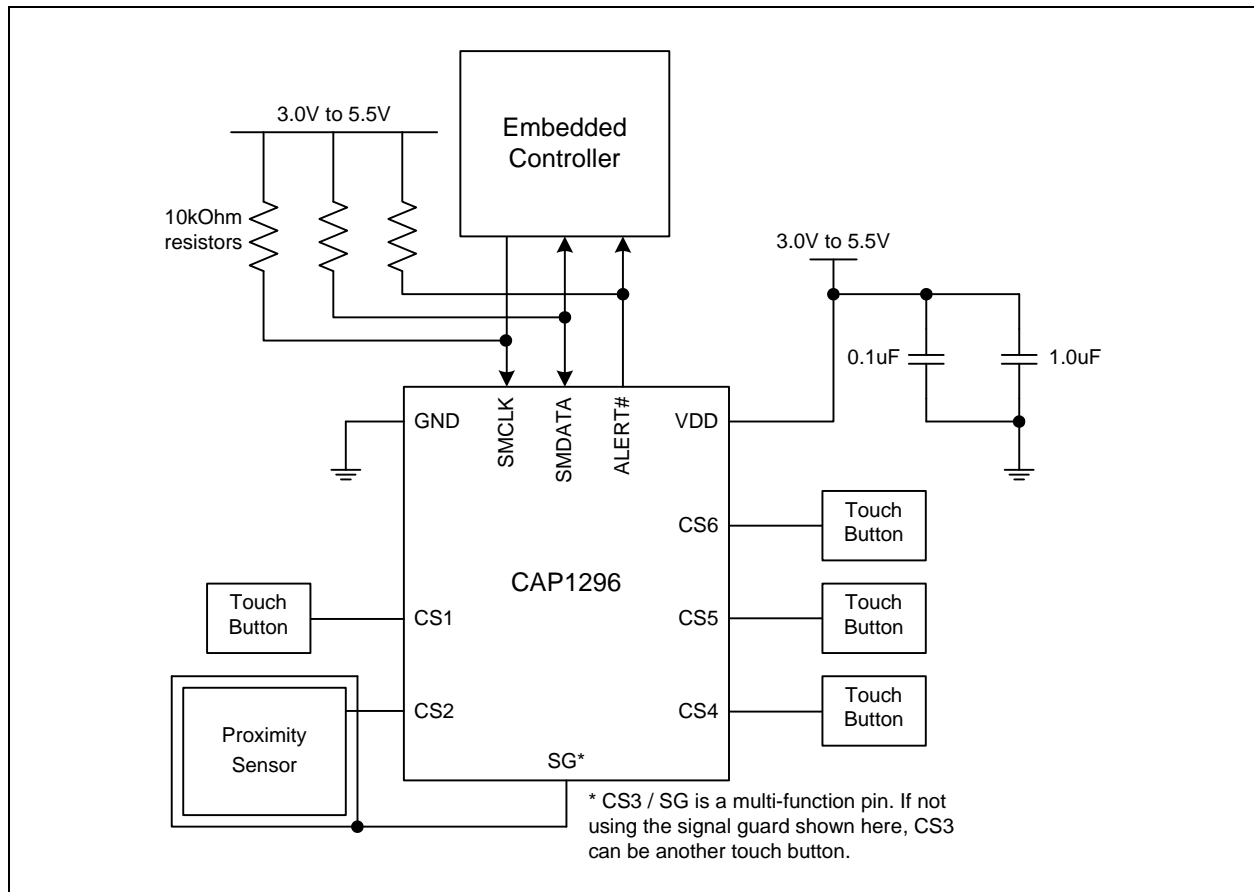 3.0V to 5.5V
Embedded
Controller
10kOhm
resistors
3.0V to 5.5V
0.1uF
1.0uF
GND
SMCLK
SMDATA
ALERT#
VDD
CS6
Touch
Button
CAP1296
Touch
Button
CS1
CS5
Touch
Button
CS2
CS4
Touch
Button
Proximity
Sensor
SG*
* CS3 / SG is a multi-function pin. If not
using the signal guard shown here, CS3
can be another touch button.